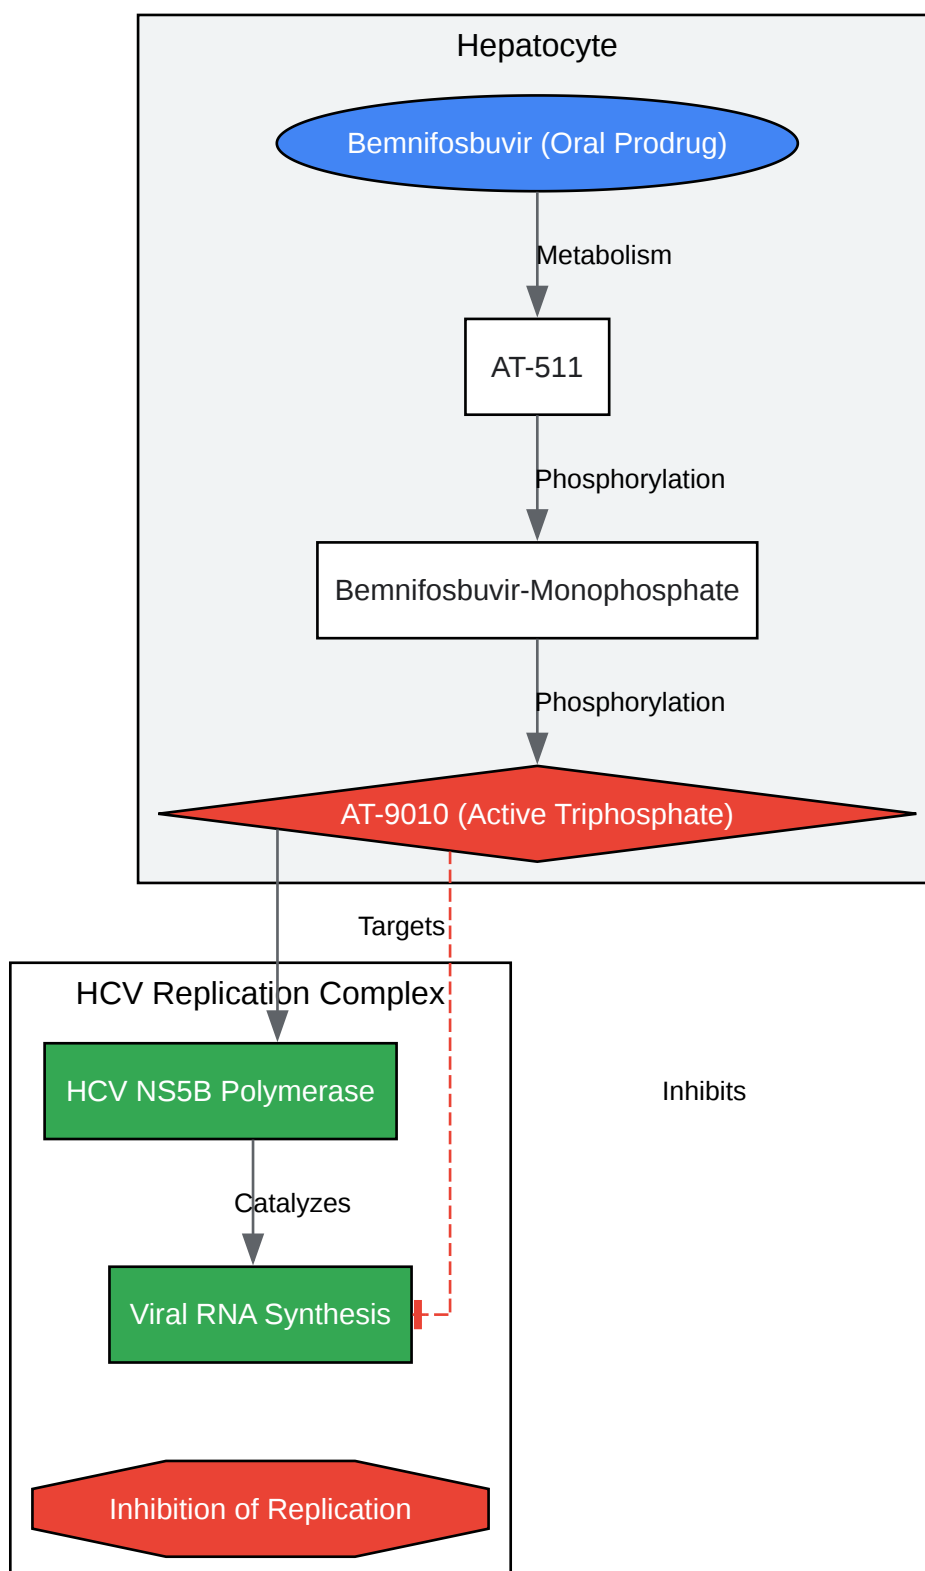 Hepatocyte
Bemnifosbuvir (Oral Prodrug)
Metabolism
AT-511
Phosphorylation
Bemnifosbuvir-Monophosphate
Phosphorylation
AT-9010 (Active Triphosphate)
Targets
HCV Replication Complex
HCV NS5B Polymerase
Inhibits
Catalyzes
Viral RNA Synthesis
Inhibition of Replication